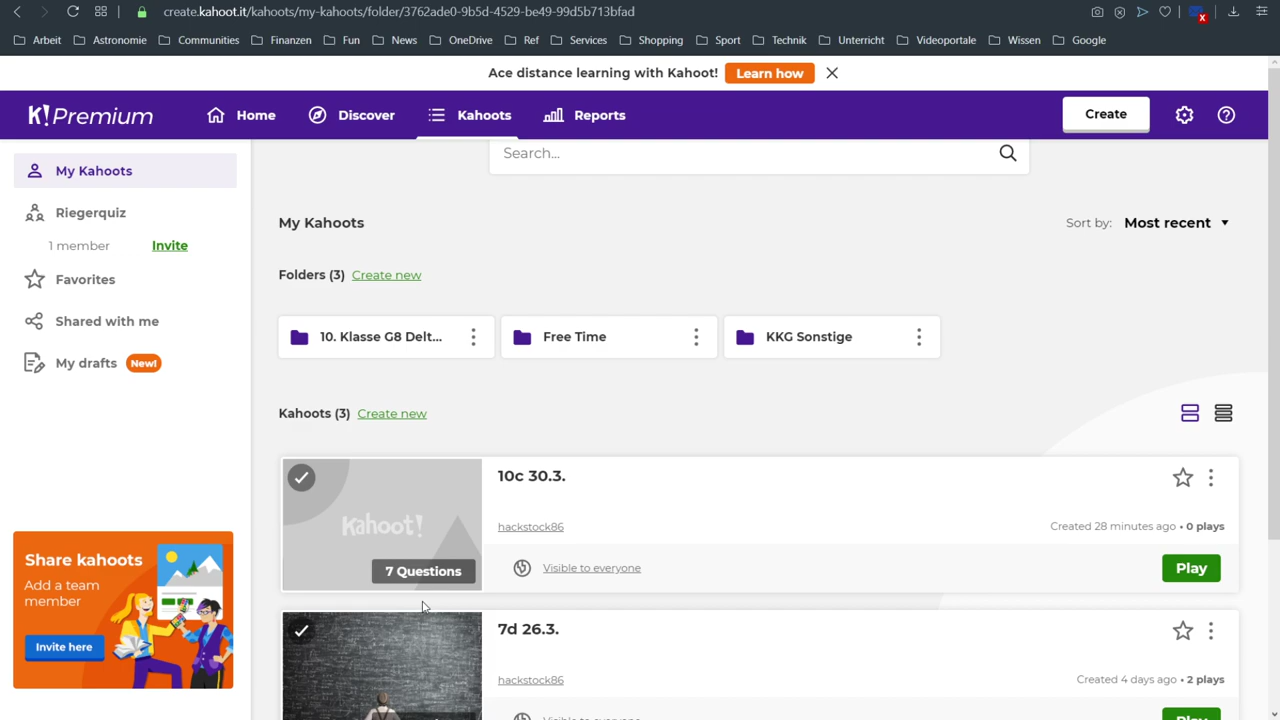 create.kahoot.it/kahoots/my-kahoots/folder/3762ade0-9b5d-4529-be49-99d5b713bfad
Arbeit Astronomie Communities Finanzen Fun News OneDrive Ref Services Shopping Sport Technik Unterricht Videoportale Wissen Google
Ace distance learning with Kahoot! Learn how
K! Premium Home Discover Kahoots Reports Create
My Kahoots
Riegerquiz
1 member Invite
Favorites
Shared with me
My drafts New!
Share kahoots
Add a team
member
Invite here
Search...
My Kahoots Sort by: Most recent
Folders (3) Create new
10. Klasse G8 Delt... Free Time KKG Sonstige
Kahoots (3) Create new
Kahoot!
7 Questions
10c 30.3.
hackstock86 Created 28 minutes ago • 0 plays
Visible to everyone Play
7d 26.3.
hackstock86 Created 4 days ago • 2 plays
Visible to everyone Play